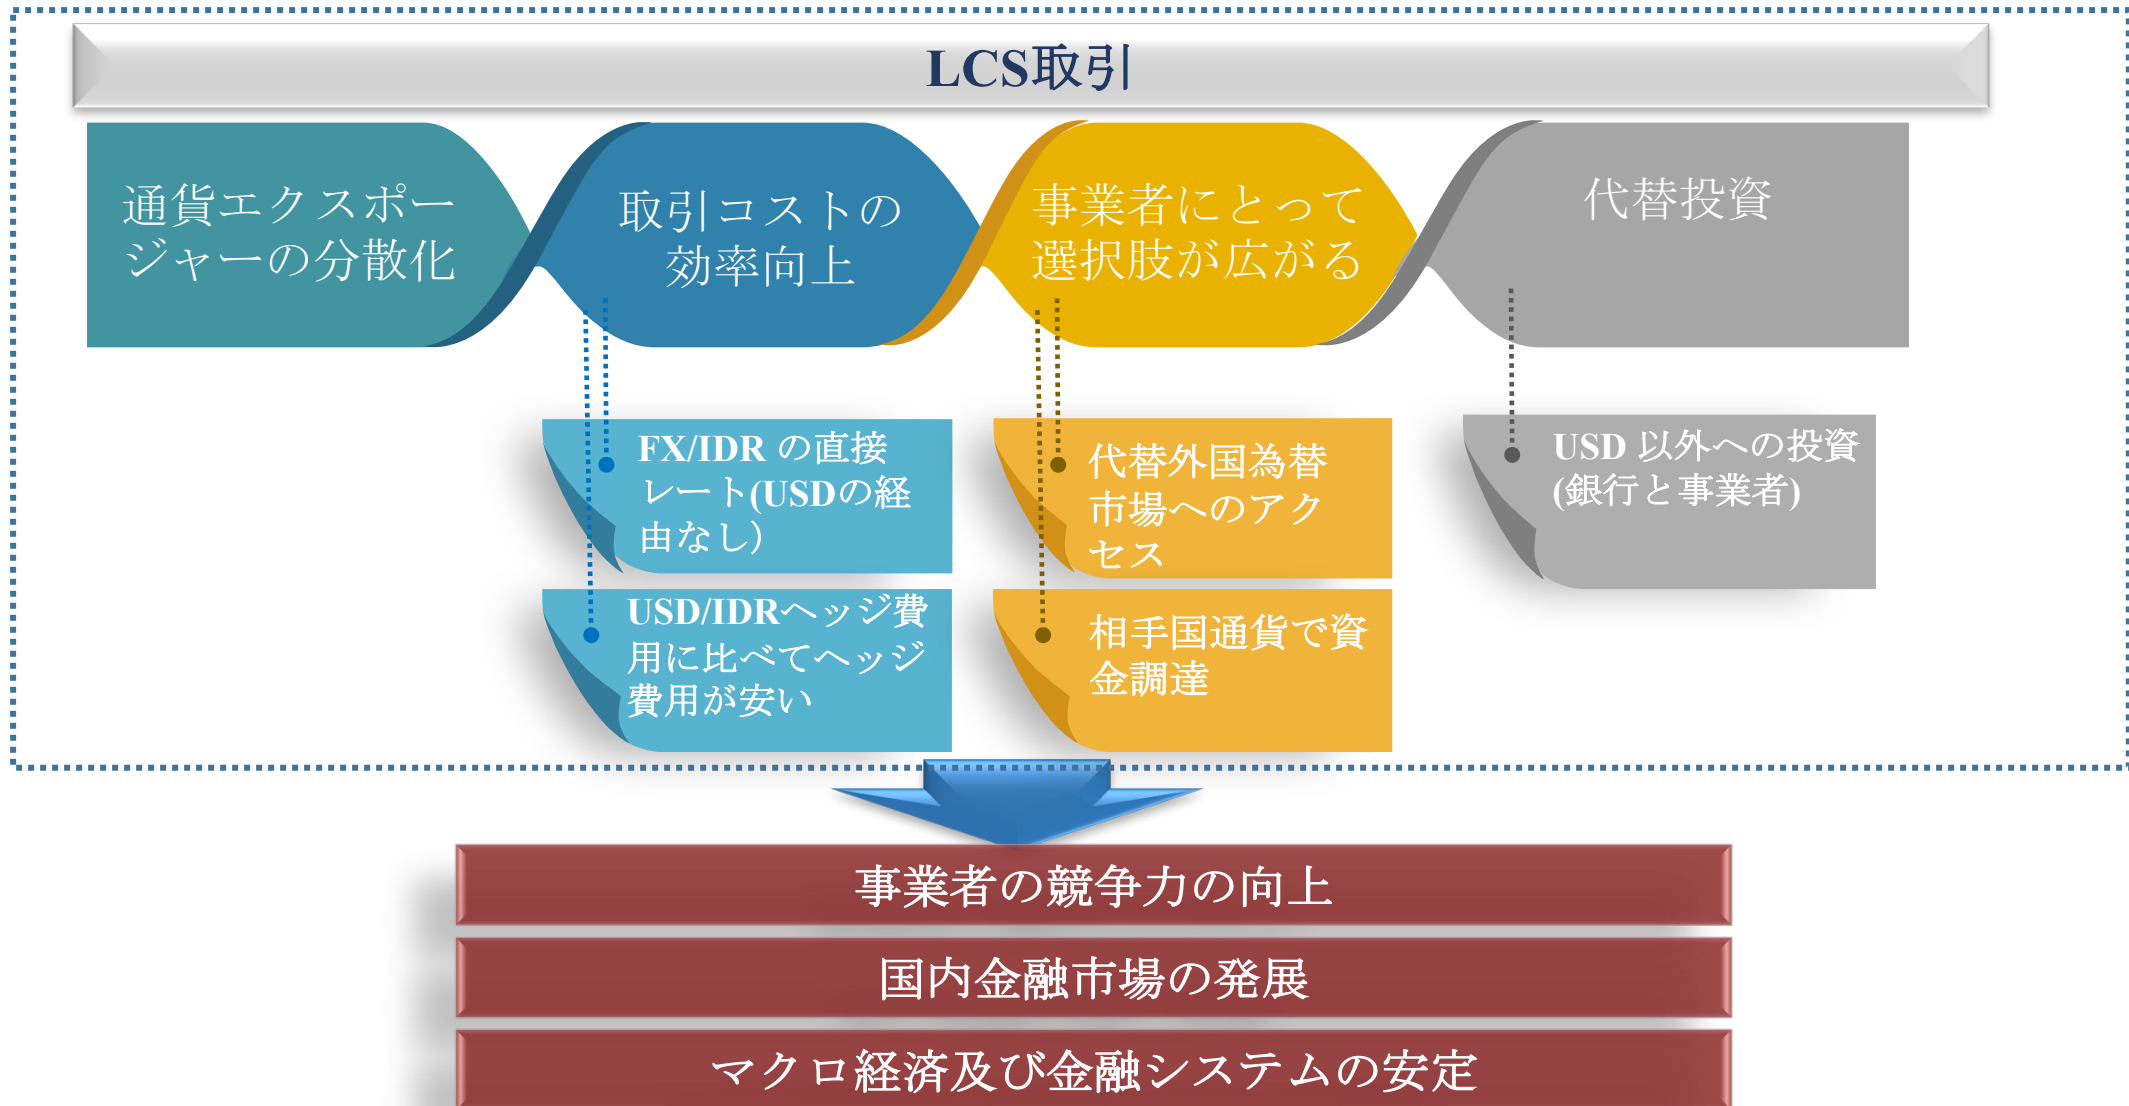 LCS取引
通貨エクスポー
ジャーの分散化
取引コストの
効率向上
事業者にとって
選択肢が広がる
代替投資
FX/IDR の直接
レート(USDの経
由なし）
USD/IDRヘッジ費
用に比べてヘッジ
費用が安い
代替外国為替
市場へのアク
セス
相手国通貨で資
金調達
USD 以外への投資
(銀行と事業者)
事業者の競争力の向上
国内金融市場の発展
マクロ経済及び金融システムの安定